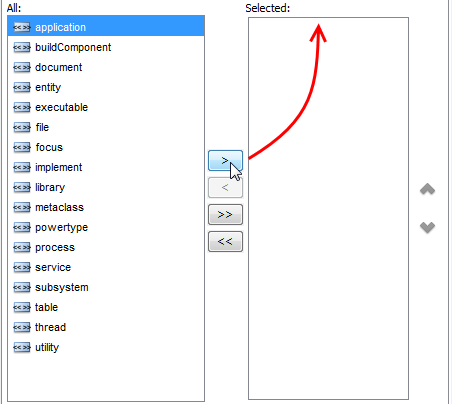 All:
Selected:
<<>> application
<<>> buildComponent
<<>> document
<<>> entity
<<>> executable
<<>> file
<<>> focus
<<>> implement
<<>> library
<<>> metaclass
<<>> powertype
<<>> process
<<>> service
<<>> subsystem
<<>> table
<<>> thread
<<>> utility
>
<
>>
<<